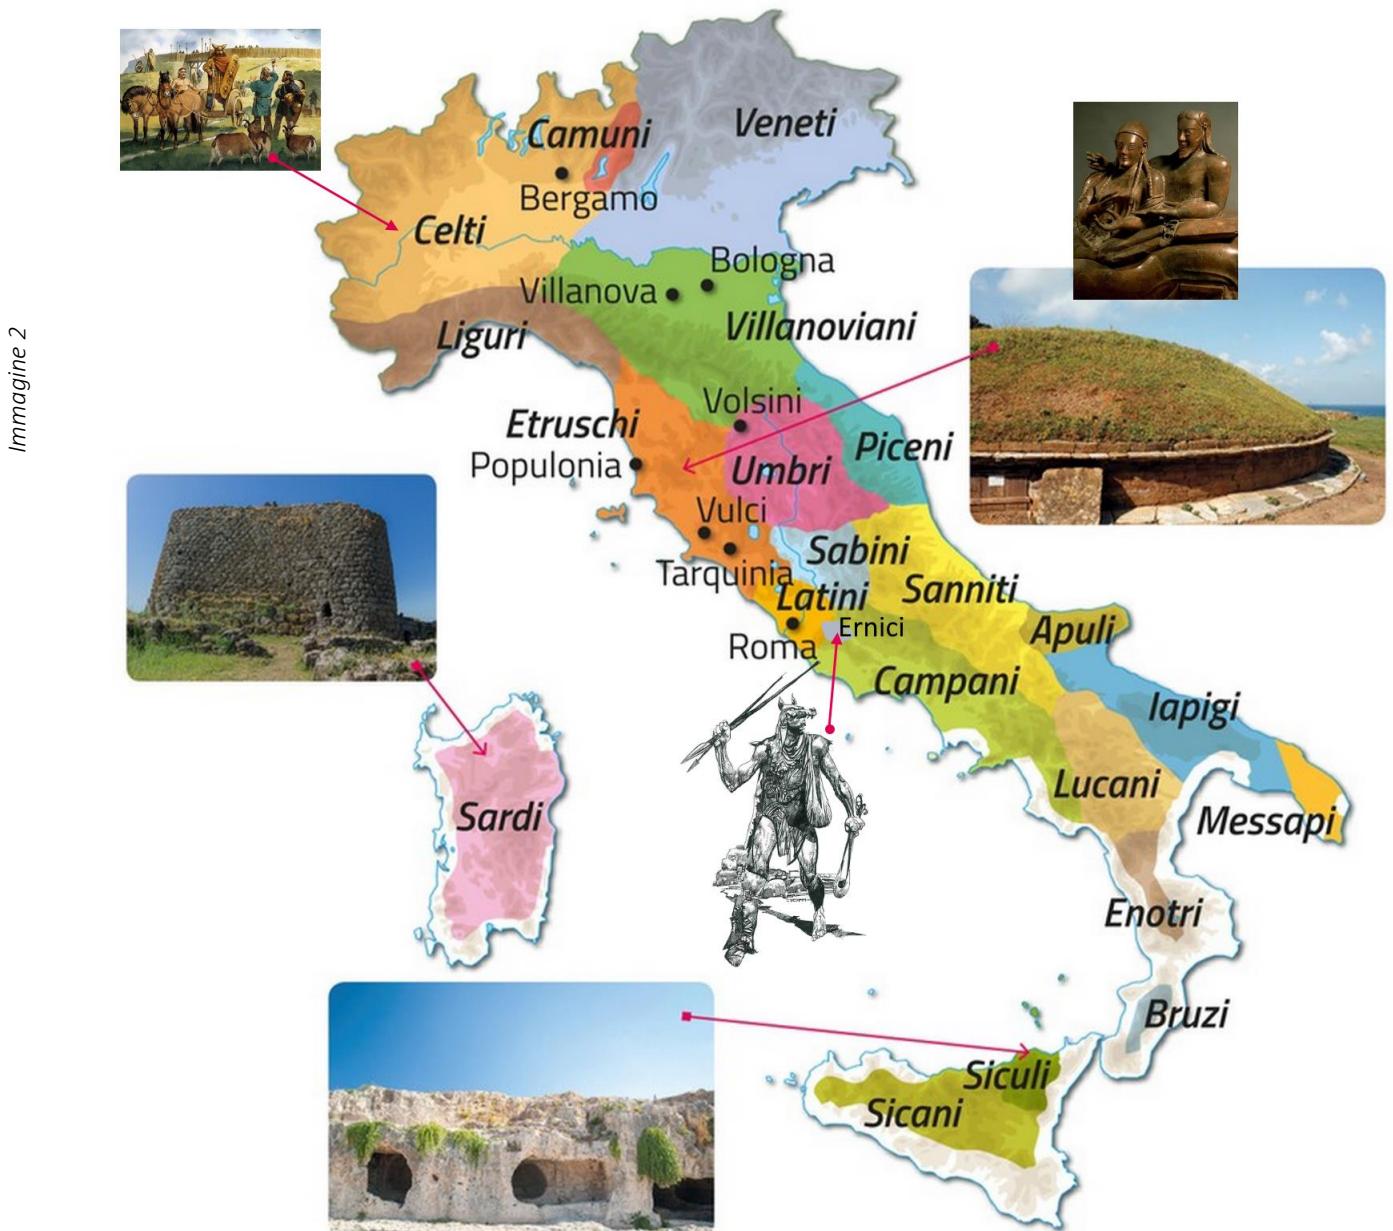 Immagine 2
Veneti
Camuni
Bergamo
Celti
Bologna
Villanova
Villanoviani
Liguri
Volsini
Etruschi
Piceni
Populonia
Umbri
Vulci
Sabini
Tarquinia
Sanniti
Latini
Ernici
Apuli
Roma
Campani
Iapigi
Lucani
Sardi
Messapi
Enotri
Bruzi
Siculi
Sicani